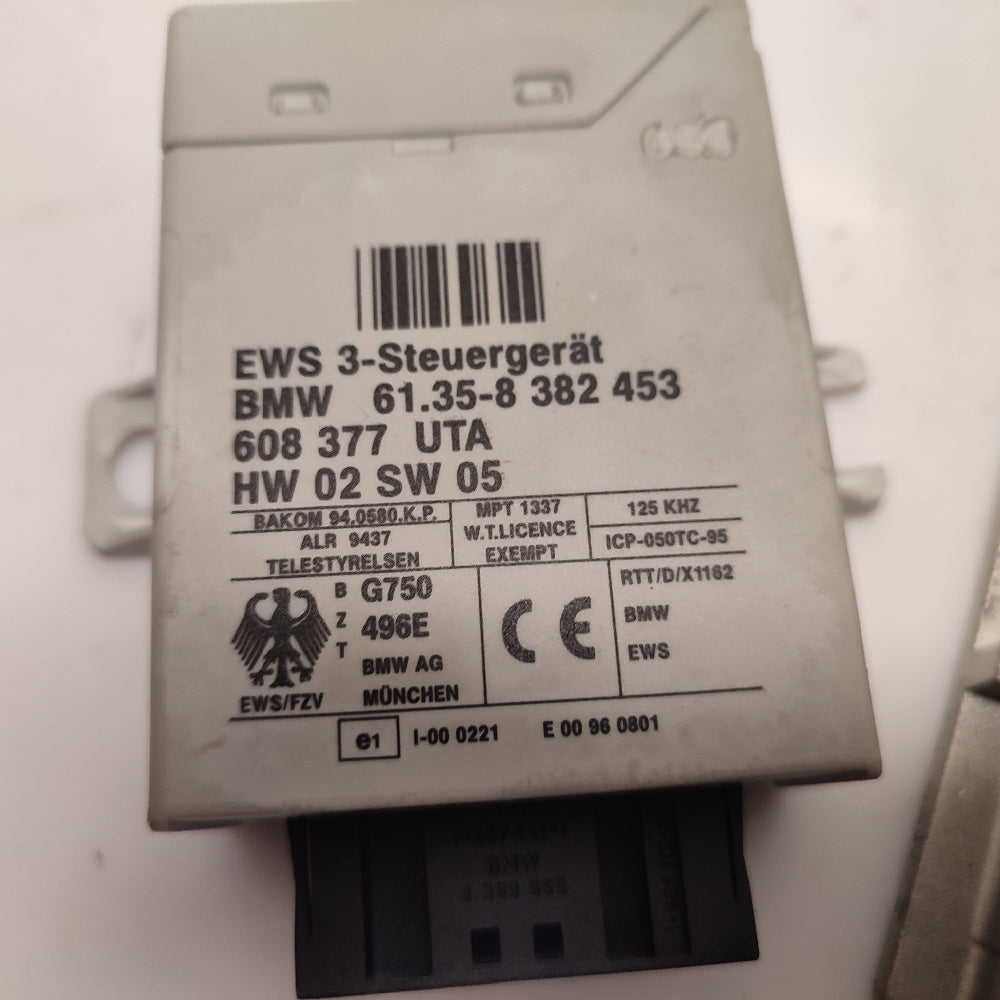 EWS 3-Steuergerät
BMW 61.35-8 382 453
608 377 UTA
HW 02 SW 05
BAKOM 94.0580.K.P.
ALR 9437
TELESTYRELSEN
MPT 1337
W.T.LICENCE
EXEMPT
125 KHZ
ICP-050TC-95
EWS/FZV
B G750
Z 496E
T BMW AG
MÜNCHEN
CE
RTT/D/X1162
BMW
EWS
e1 I-00 0221 E 00 96 0801
BMW